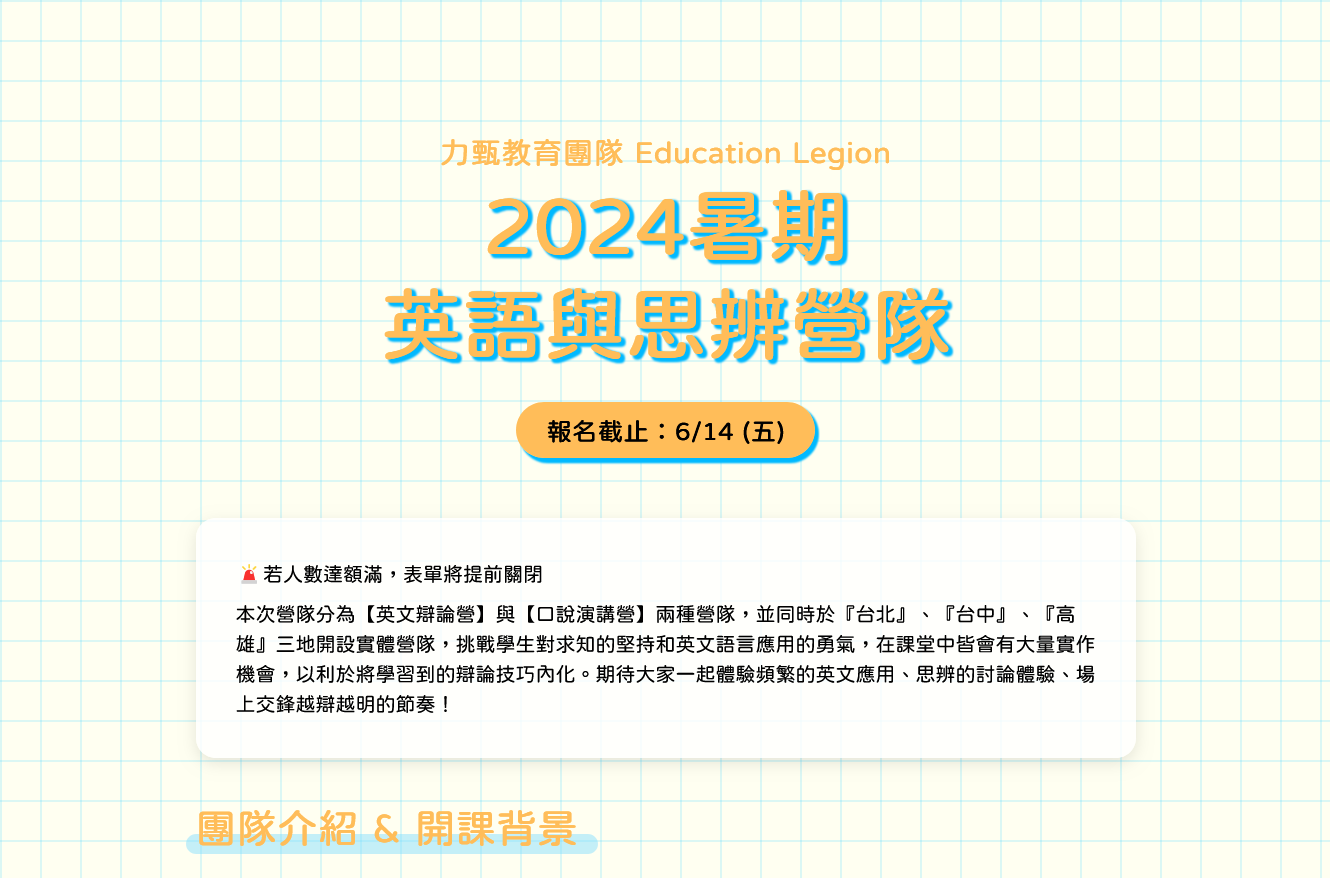 力甄教育團隊 Education Legion
2024暑期
英語與思辨營隊
報名截止：6/14 (五)
🚨若人數達額滿，表單將提前關閉
本次營隊分為【英文辯論營】與【口說演講營】兩種營隊，並同時於『台北』、『台中』、『高
雄』三地開設實體營隊，挑戰學生對求知的堅持和英文語言應用的勇氣，在課堂中皆會有大量實作
機會，以利於將學習到的辯論技巧內化。期待大家一起體驗頻繁的英文應用、思辨的討論體驗、場
上交鋒越辯越明的節奏！
團隊介紹 & 開課背景